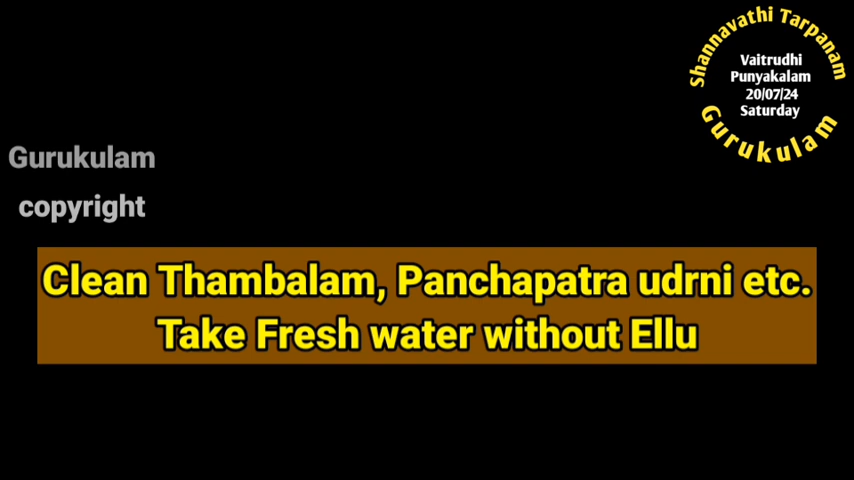 Shannavathi Tarpanam
Vaitrudhi
Punyakalam
20/07/24
Saturday
Gurukulam
Gurukulam
copyright
Clean Thambalam, Panchapatra udrni etc.
Take Fresh water without Ellu